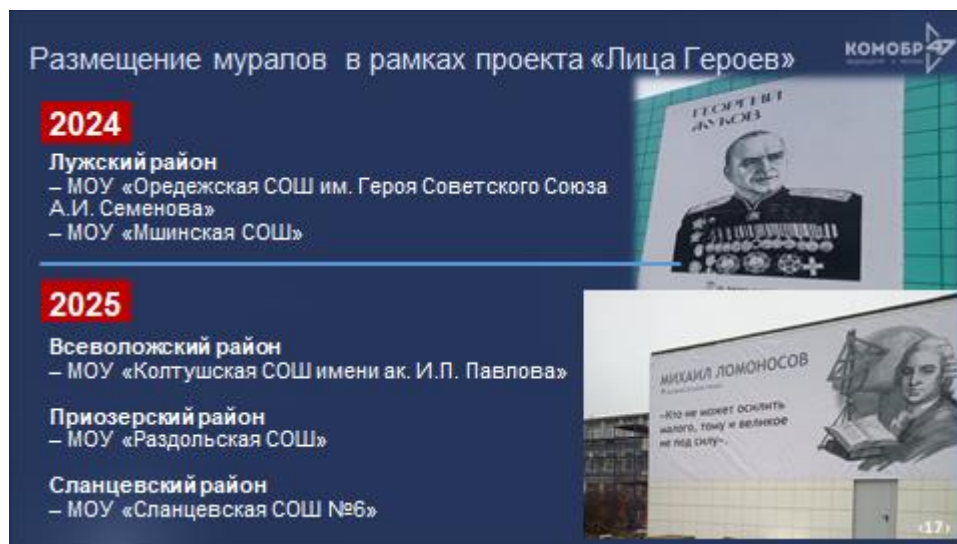 Размещение муралов в рамках проекта «Лица Героев»
КОМОБР 47
2024
Лужский район
– МОУ «Оредежская СОШ им. Героя Советского Союза
А.И. Семенова»
– МОУ «Мшинская СОШ»
ГЕОРГИЙ
ЖУКОВ
2025
Всеволожский район
– МОУ «Колтушская СОШ имени ак. И.П. Павлова»
Приозерский район
– МОУ «Раздольская СОШ»
Сланцевский район
– МОУ «Сланцевская СОШ №6»
МИХАИЛ ЛОМОНОСОВ
«Кто не может осилить
малого, тому и великое
не под силу».
‹17›